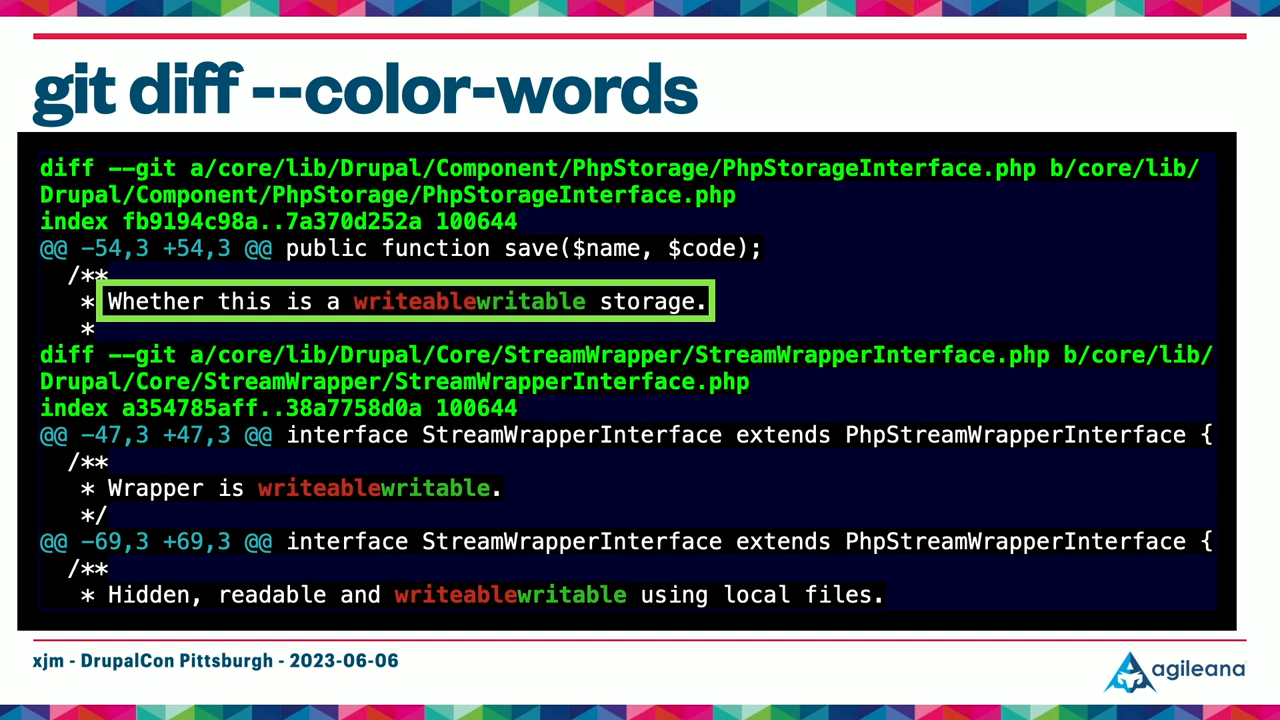 git diff --color-words
diff --git a/core/lib/Drupal/Component/PhpStorage/PhpStorageInterface.php b/core/lib/
Drupal/Component/PhpStorage/PhpStorageInterface.php
index fb9194c98a..7a370d252a 100644
@@ -54,3 +54,3 @@ public function save($name, $code);
/**
* Whether this is a writeablewritable storage.
*
diff --git a/core/lib/Drupal/Core/StreamWrapper/StreamWrapperInterface.php b/core/lib/
Drupal/Core/StreamWrapper/StreamWrapperInterface.php
index a354785aff..38a7758d0a 100644
@@ -47,3 +47,3 @@ interface StreamWrapperInterface extends PhpStreamWrapperInterface {
/**
* Wrapper is writeablewritable.
*/
@@ -69,3 +69,3 @@ interface StreamWrapperInterface extends PhpStreamWrapperInterface {
/**
* Hidden, readable and writeablewritable using local files.
xjm - DrupalCon Pittsburgh - 2023-06-06
agileana